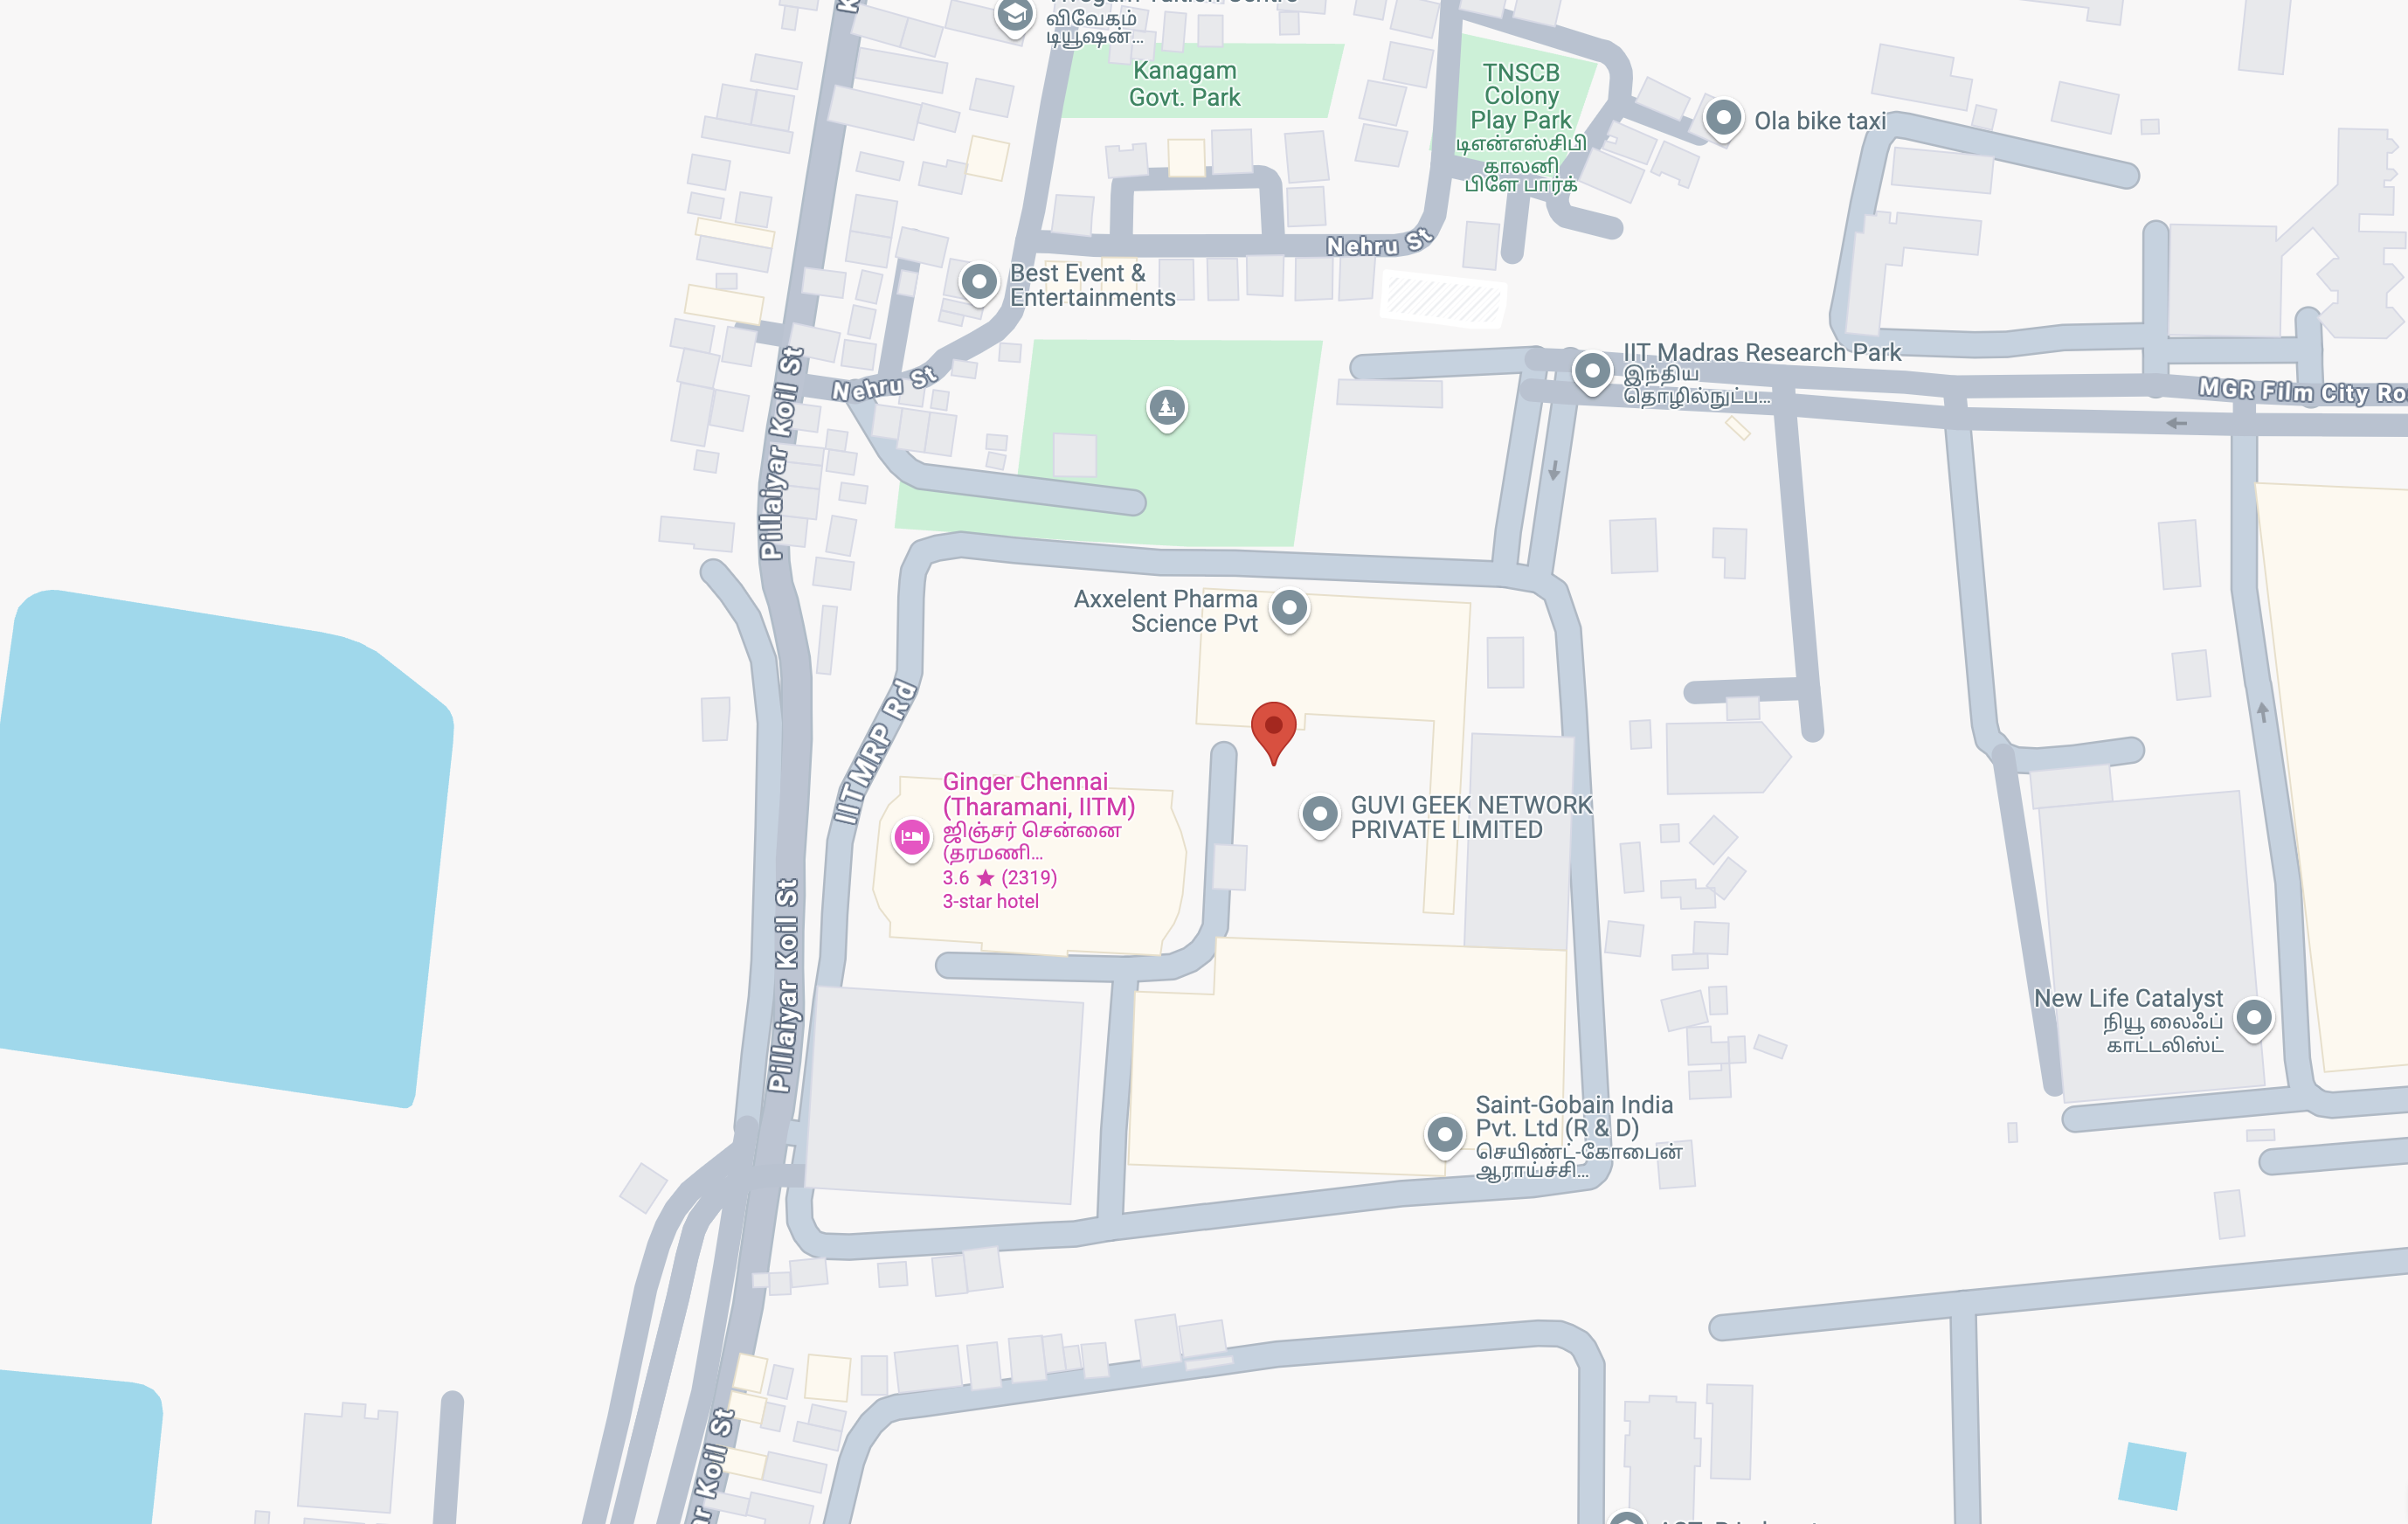 விவேகம்
டியூஷன்...
Kanagam
Govt. Park
TNSCB
Colony
Play Park
டிஎன்எஸ்சிபி
காலனி
பிளே பார்க்
Ola bike taxi
Nehru St
Best Event &
Entertainments
IIT Madras Research Park
இந்திய
தொழில்நுட்ப...
MGR Film City Ro
Nehru St
Pillaiyar Koil St
Axxelent Pharma
Science Pvt
IITMRP Rd
Ginger Chennai
(Tharamani, IITM)
ஜிஞ்சர் சென்னை
(தரமணி...
3.6 ★ (2319)
3-star hotel
GUVI GEEK NETWORK
PRIVATE LIMITED
Pillaiyar Koil St
New Life Catalyst
நியூ லைஃப்
காட்டலிஸ்ட்
Saint-Gobain India
Pvt. Ltd (R & D)
செயிண்ட்-கோபைன்
ஆராய்ச்சி...
ar Koil St